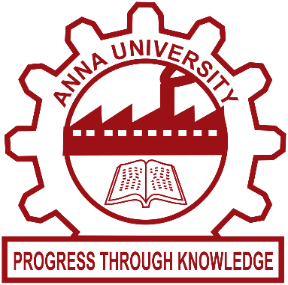 ANNA UNIVERSITY
PROGRESS THROUGH KNOWLEDGE